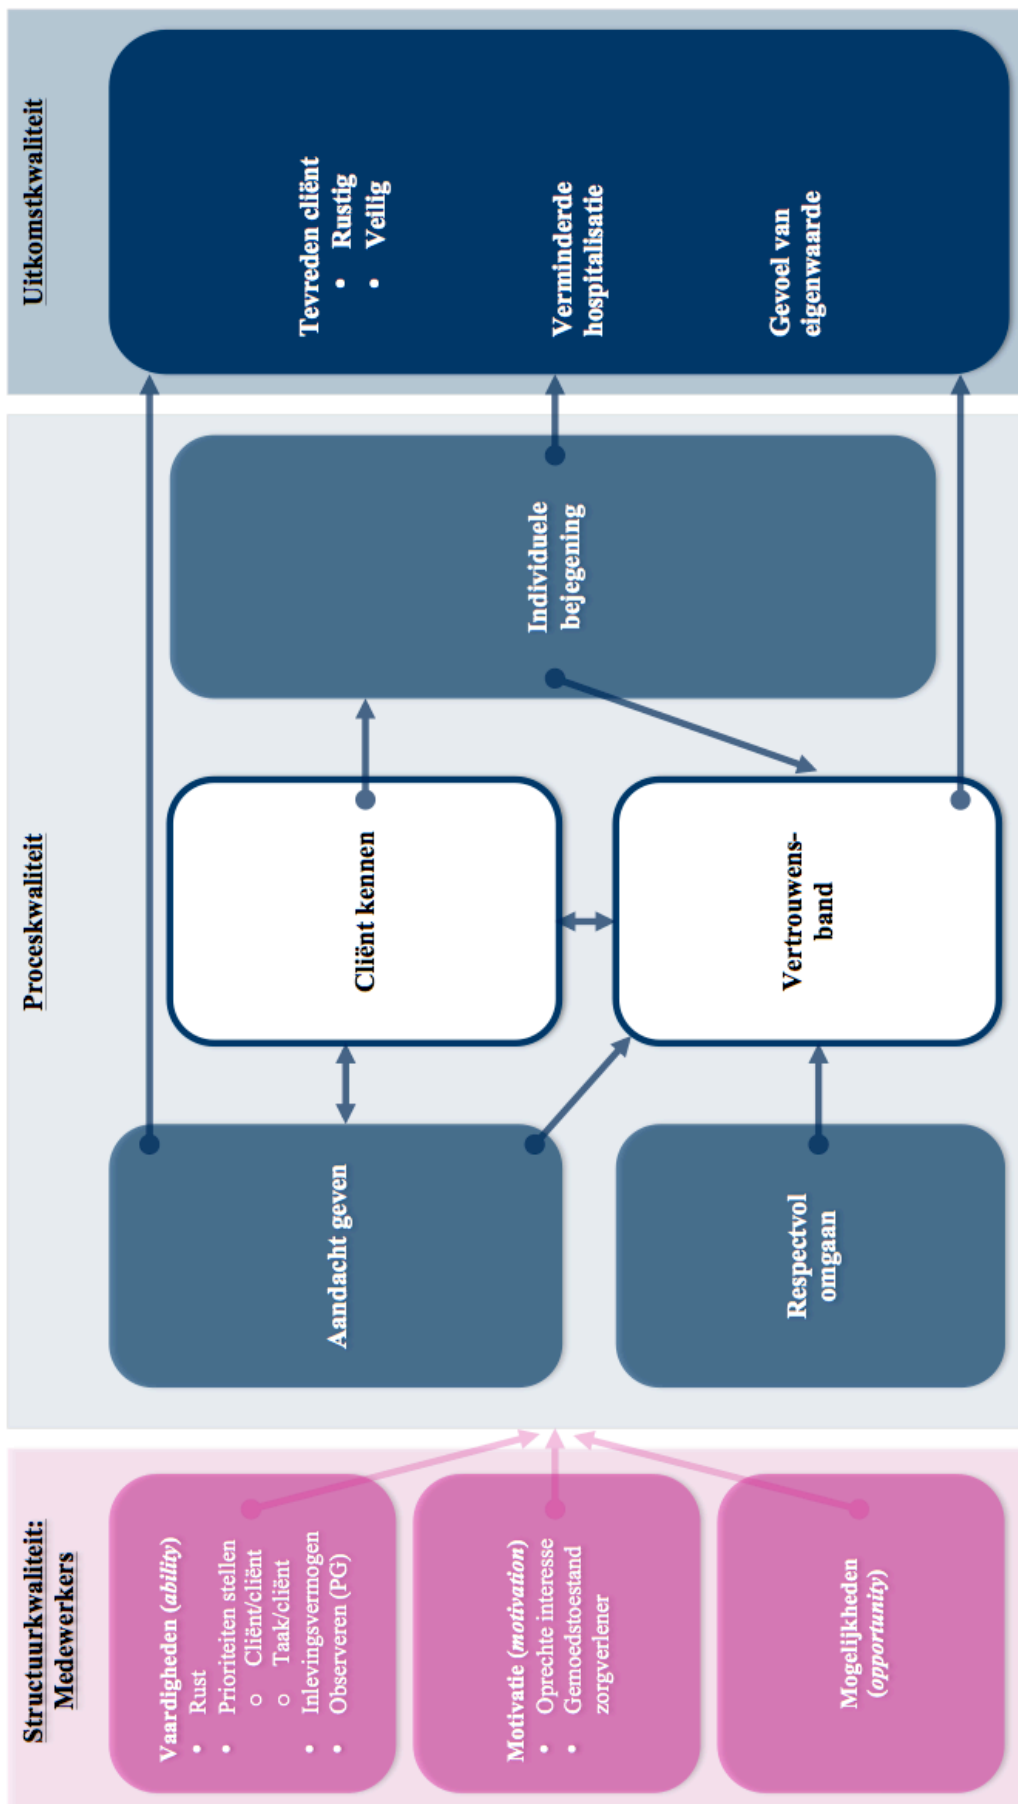 Structuurkwaliteit:
Medewerkers
Vaardigheden (ability)
• Rust
• Prioriteiten stellen
o Cliënt/cliënt
o Taak/cliënt
• Inlevingsvermogen
• Observeren (PG)
Motivatie (motivation)
• Oprechte interesse
• Gemoedstoestand
zorgverlener
Mogelijkheden
(opportunity)
Proceskwaliteit
Aandacht geven
Respectvol
omgaan
Cliënt kennen
Vertrouwens-
band
Individuele
bejegening
Uitkomstkwaliteit
Tevreden cliënt
• Rustig
• Veilig
Verminderde
hospitalisatie
Gevoel van
eigenwaarde